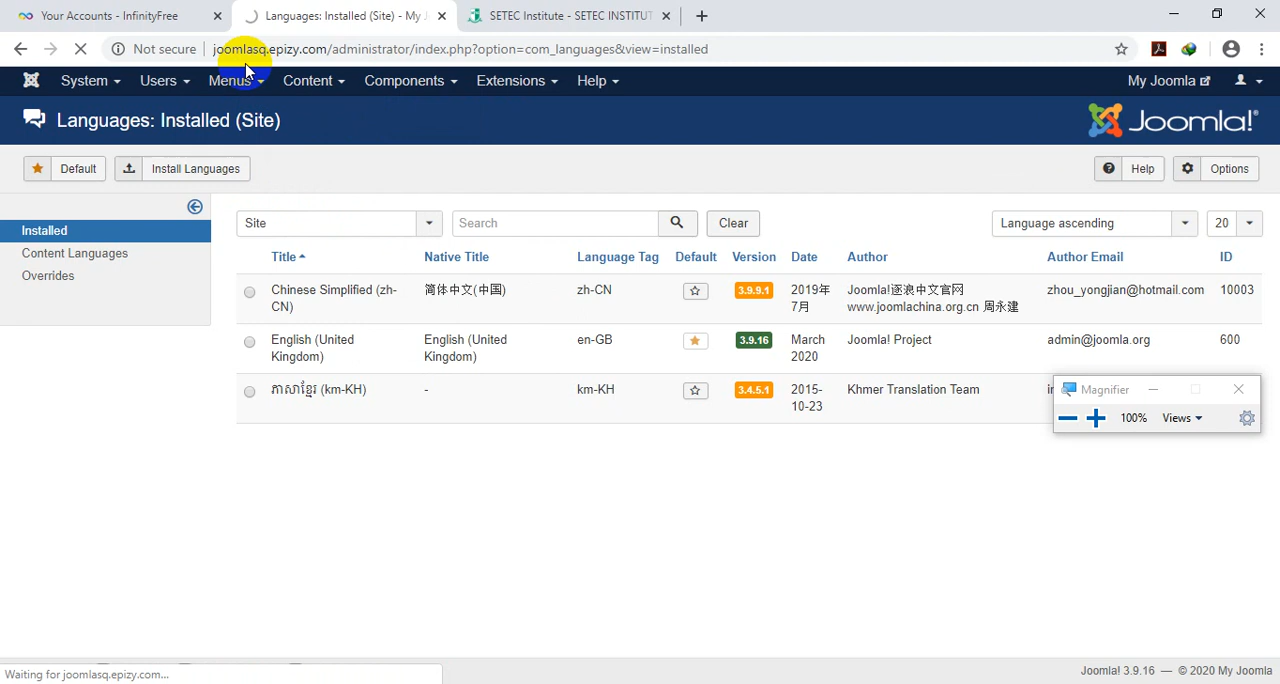 Your Accounts - InfinityFree
Languages: Installed (Site) - My J
SETEC Institute - SETEC INSTITUT
Not secure
joomlasq.epizy.com/administrator/index.php?option=com_languages&view=installed
System Users Menus Content Components Extensions Help My Joomla
Languages: Installed (Site)
Joomla!®
Default Install Languages Help Options
Installed
Content Languages
Overrides
Site Search Clear Language ascending 20
Title Native Title Language Tag Default Version Date Author Author Email ID
Chinese Simplified (zh-CN) 简体中文(中国) zh-CN 3.9.9.1 2019年7月 Joomla!逐浪中文官网 www.joomlachina.org.cn 周永建 zhou_yongjian@hotmail.com 10003
English (United Kingdom) English (United Kingdom) en-GB 3.9.16 March 2020 Joomla! Project admin@joomla.org 600
ភាសាខ្មែរ (km-KH) - km-KH 3.4.5.1 2015-10-23 Khmer Translation Team
Magnifier
100% Views
Waiting for joomlasq.epizy.com...
Joomla! 3.9.16 — © 2020 My Joomla